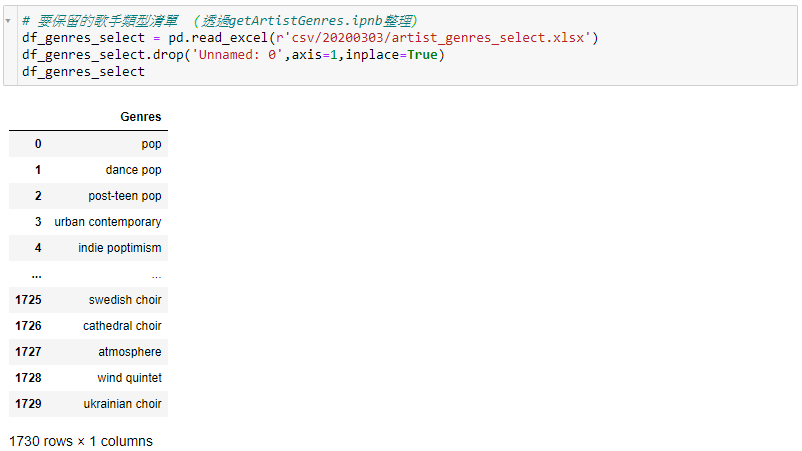 # 要保留的歌手類型清單 (透過getArtistGenres.ipnb整理)
df_genres_select = pd.read_excel(r'csv/20200303/artist_genres_select.xlsx')
df_genres_select.drop('Unnamed: 0',axis=1,inplace=True)
df_genres_select
Genres
0 pop
1 dance pop
2 post-teen pop
3 urban contemporary
4 indie poptimism
... ...
1725 swedish choir
1726 cathedral choir
1727 atmosphere
1728 wind quintet
1729 ukrainian choir
1730 rows × 1 columns